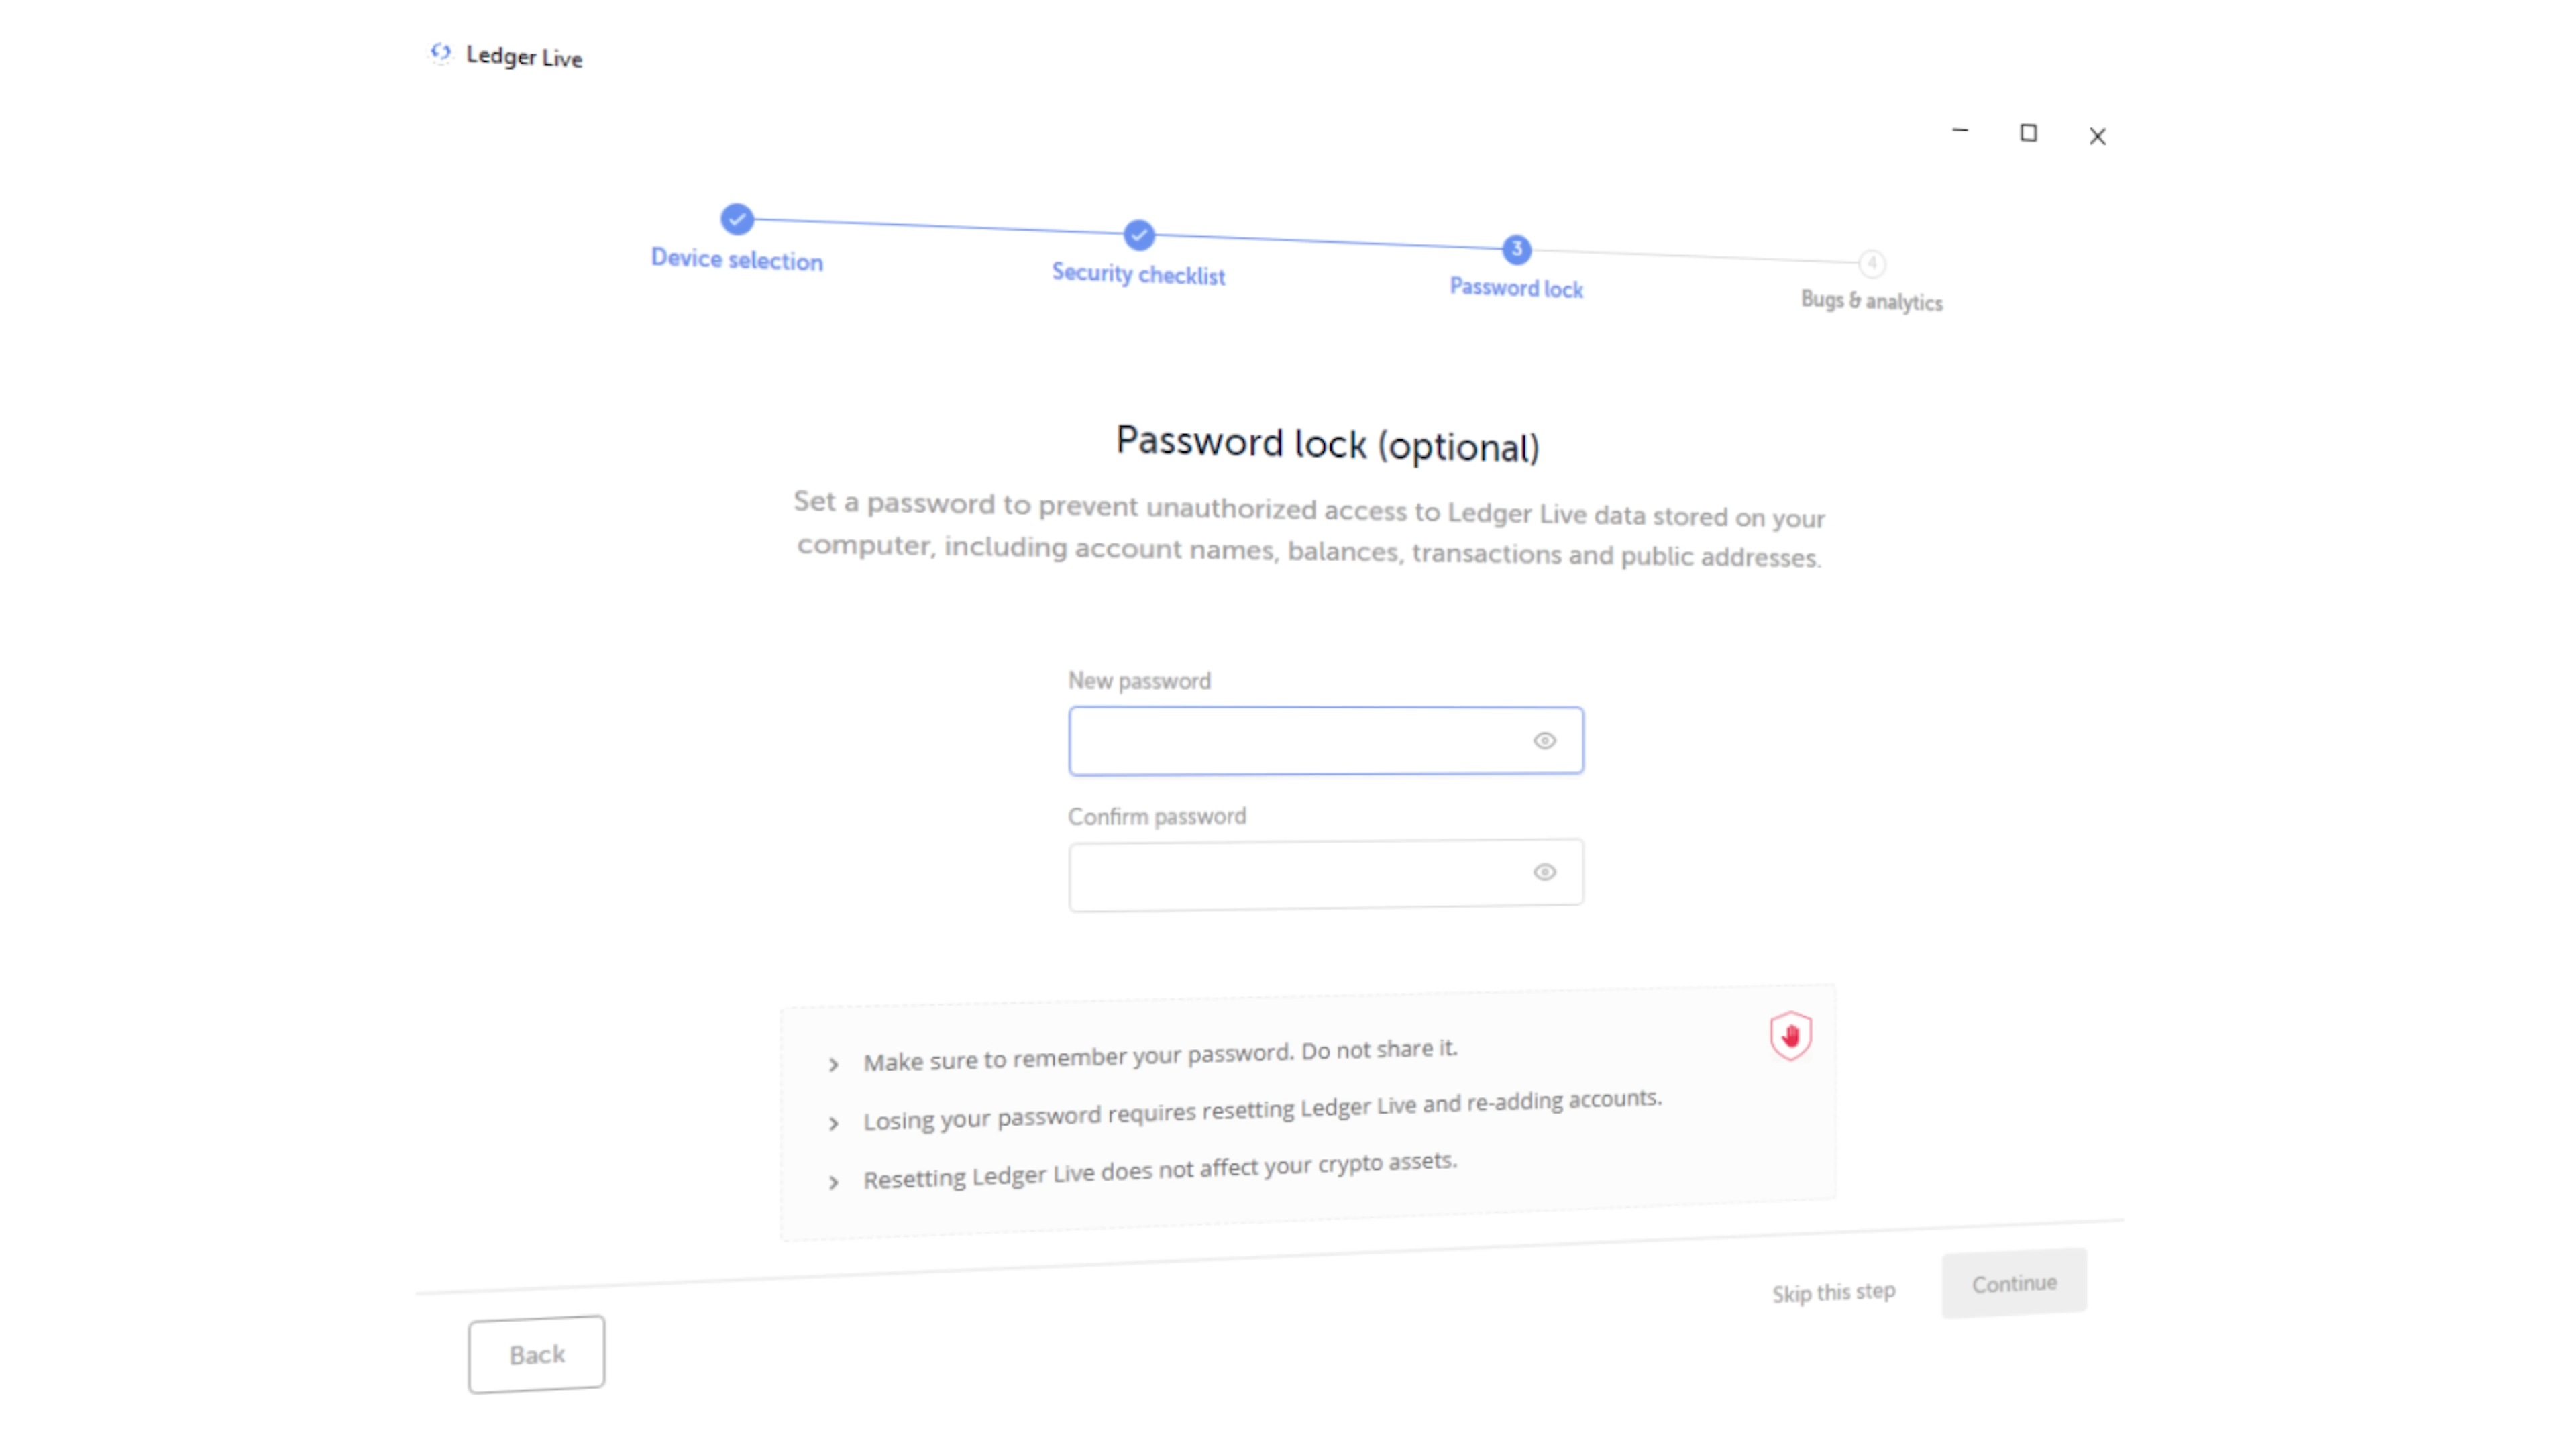 Ledger Live
3
4
Device selection
Security checklist
Password lock
Bugs & analytics
Password lock (optional)
Set a password to prevent unauthorized access to Ledger Live data stored on your
computer, including account names, balances, transactions and public addresses.
New password
Confirm password
Make sure to remember your password. Do not share it.
Losing your password requires resetting Ledger Live and re-adding accounts.
Resetting Ledger Live does not affect your crypto assets.
Back
Skip this step
Continue